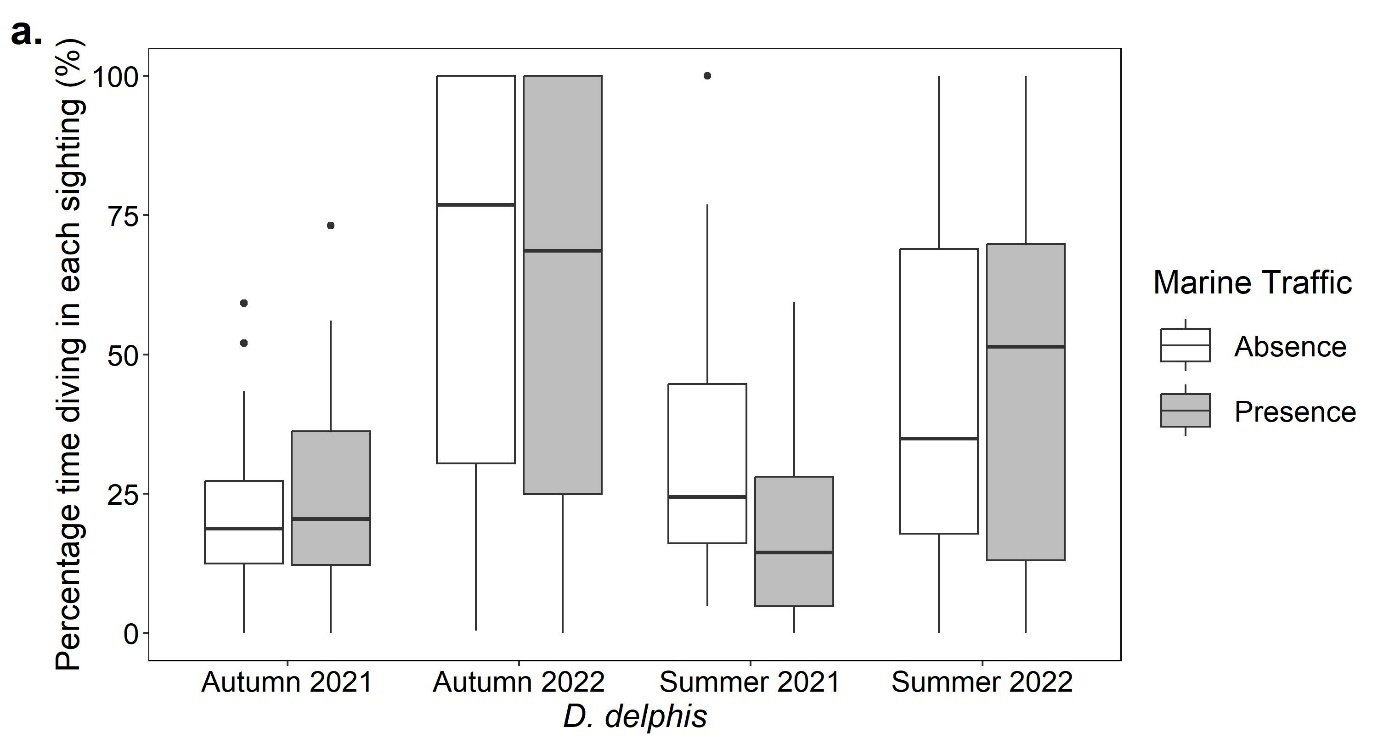 a.
Percentage time diving in each sighting (%)
100
75
50
25
0
Autumn 2021 Autumn 2022 Summer 2021 Summer 2022
D. delphis
Marine Traffic
Absence
Presence